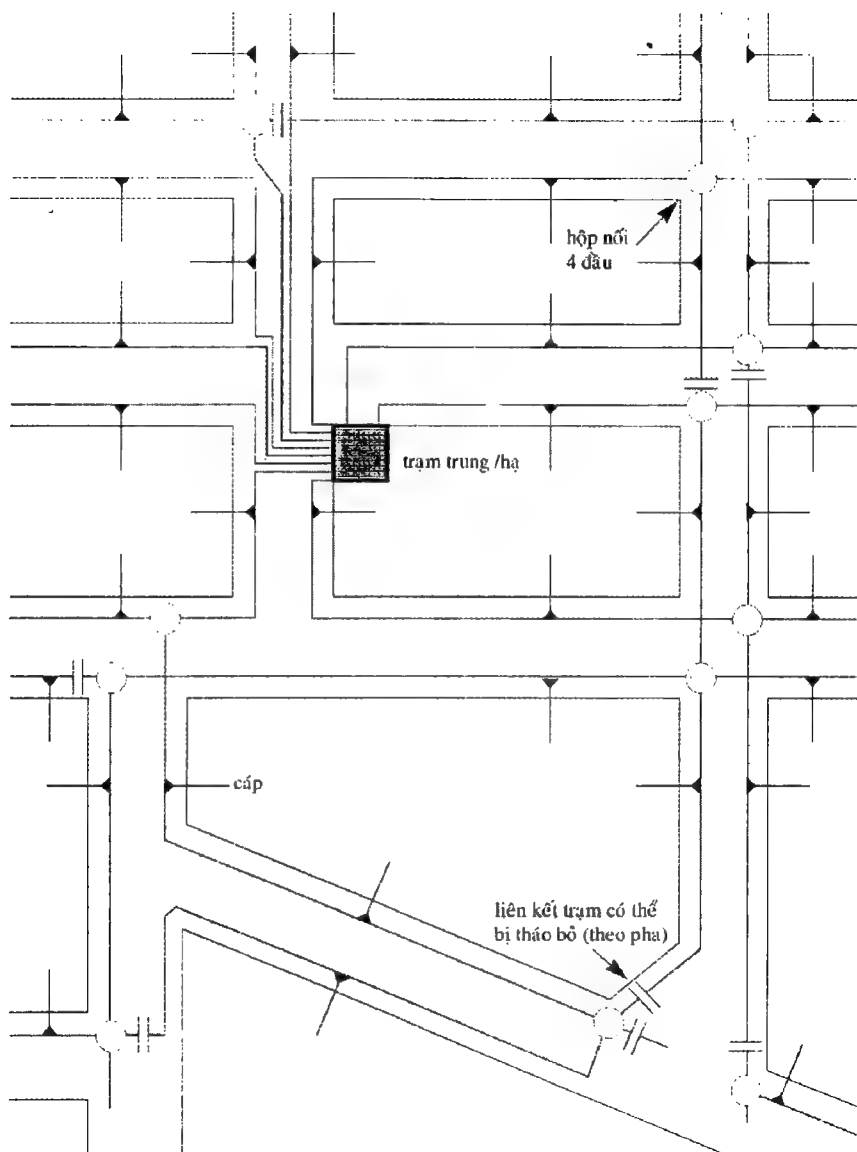 hộp nối
4 đầu
trạm trung /hạ
cáp
liên kết trạm có thể
bị tháo bỏ (theo pha)